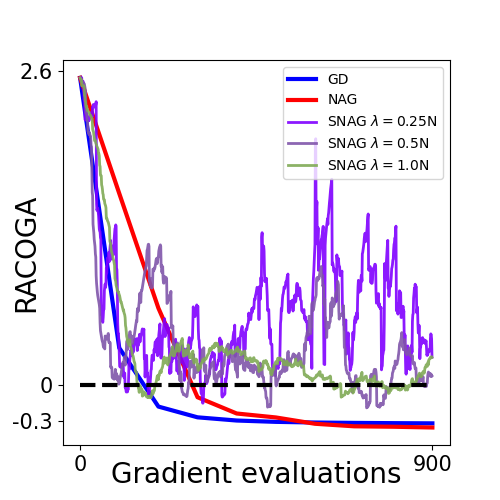 2.6
0
-0.3
RACOGA
GD
NAG
SNAG λ = 0.25N
SNAG λ = 0.5N
SNAG λ = 1.0N
0
900
Gradient evaluations